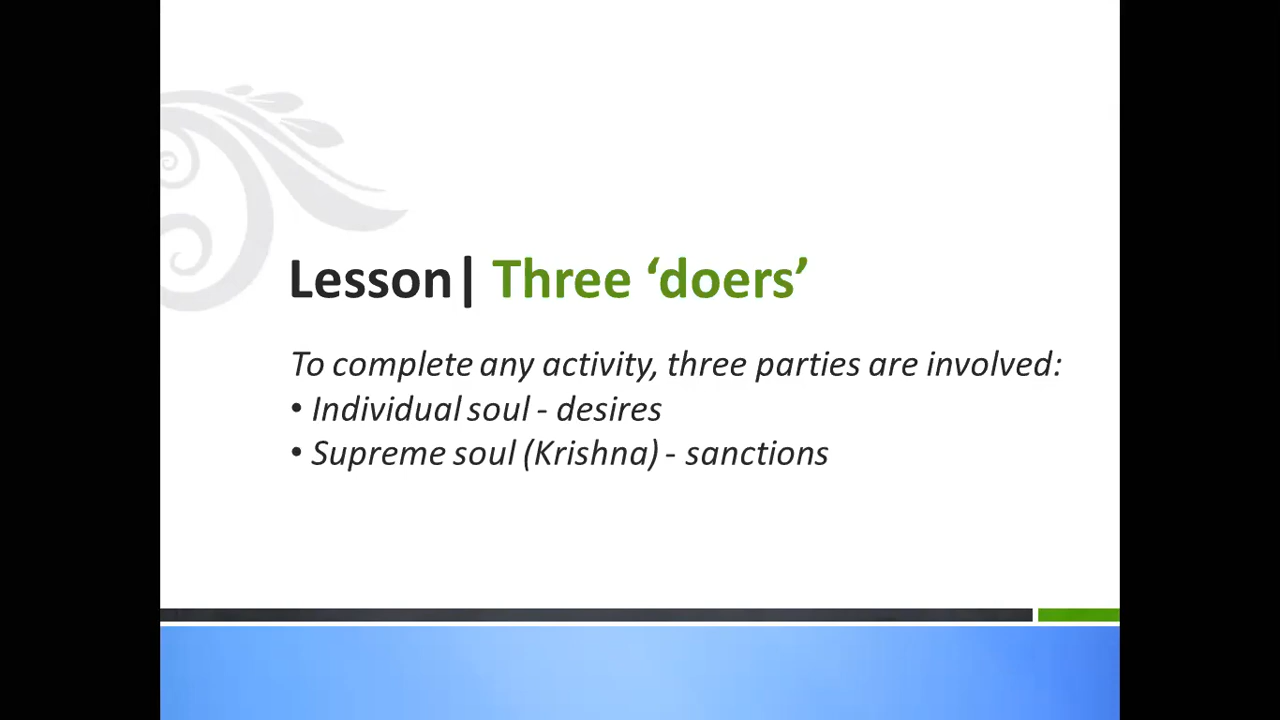 Lesson| Three ‘doers’
To complete any activity, three parties are involved:
• Individual soul - desires
• Supreme soul (Krishna) - sanctions